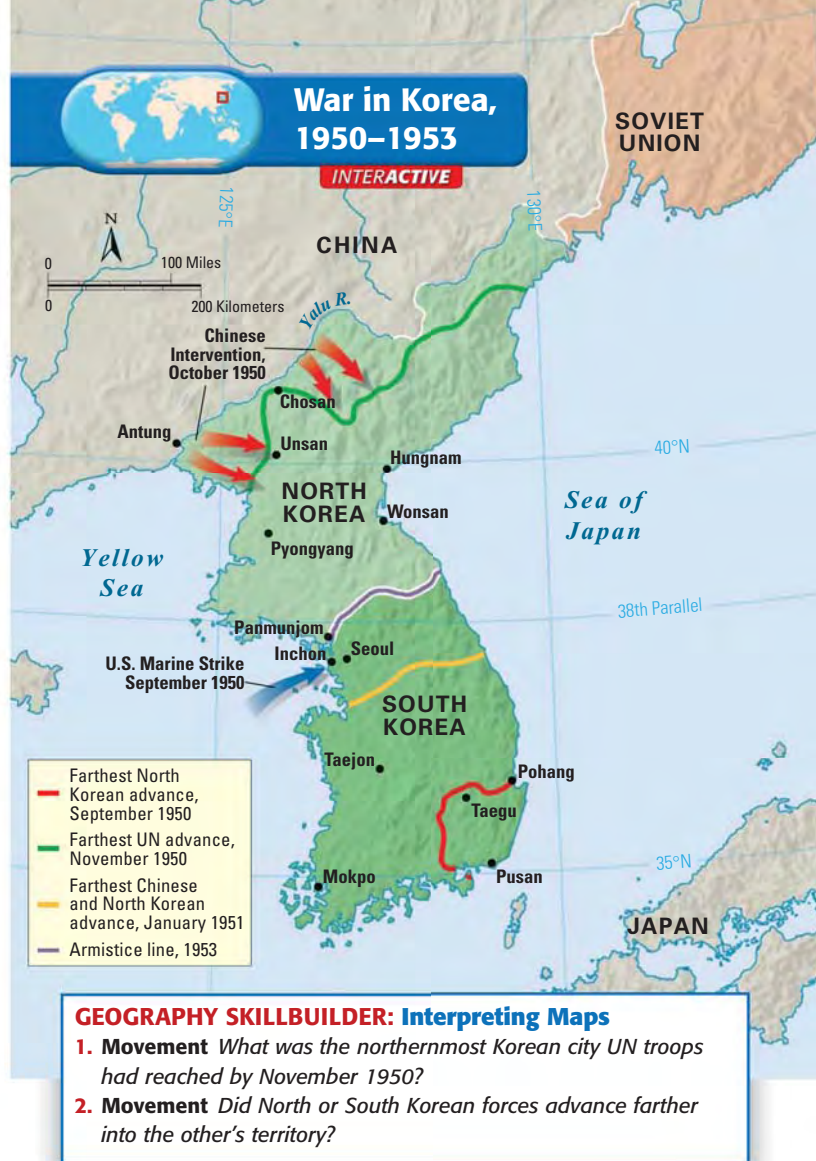 War in Korea,
1950–1953
INTERACTIVE
SOVIET
UNION
125°E
130°E
N
CHINA
0
100 Miles
0
200 Kilometers
Yalu R.
Chinese
Intervention,
October 1950
Chosan
Antung
Unsan
40°N
Hungnam
NORTH
KOREA
Wonsan
Sea of
Japan
Pyongyang
Yellow
Sea
38th Parallel
Panmunjom
Inchon
Seoul
U.S. Marine Strike
September 1950
SOUTH
KOREA
Taejon
Pohang
Taegu
Farthest North
Korean advance,
September 1950
Farthest UN advance,
November 1950
Farthest Chinese
and North Korean
advance, January 1951
Armistice line, 1953
35°N
Mokpo
Pusan
JAPAN
GEOGRAPHY SKILLBUILDER: Interpreting Maps
1. Movement What was the northernmost Korean city UN troops
had reached by November 1950?
2. Movement Did North or South Korean forces advance farther
into the other's territory?